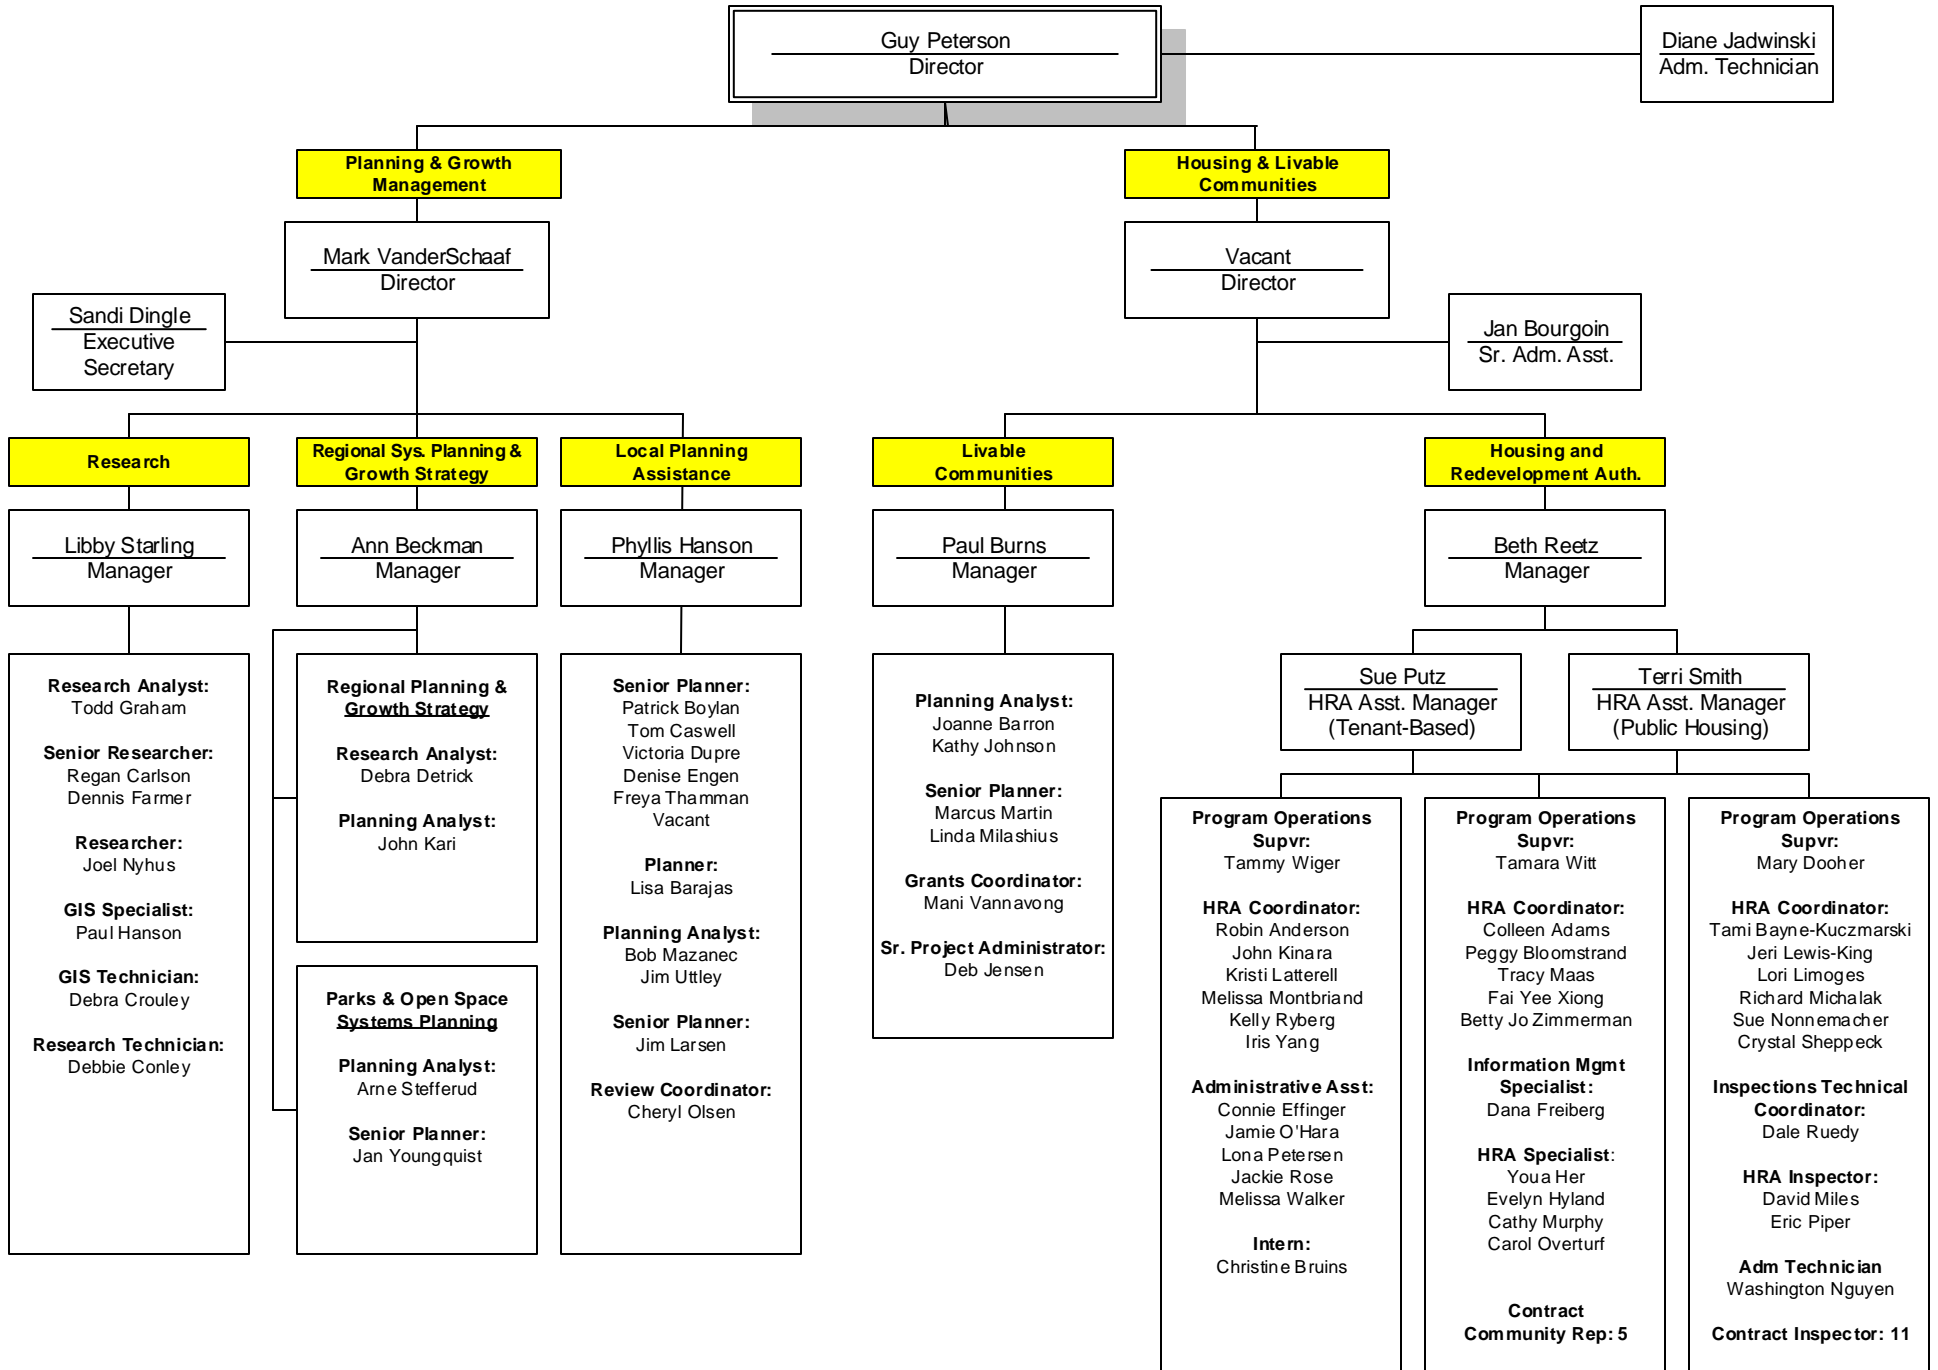 Guy Peterson
Director
Diane Jadwinski
Adm. Technician
Planning & Growth
Management
Housing & Livable
Communities
Mark VanderSchaaf
Director
Vacant
Director
Sandi Dingle
Executive
Secretary
Jan Bourgoin
Sr. Adm. Asst.
Research
Regional Sys. Planning &
Growth Strategy
Local Planning
Assistance
Livable
Communities
Housing and
Redevelopment Auth.
Libby Starling
Manager
Ann Beckman
Manager
Phyllis Hanson
Manager
Paul Burns
Manager
Beth Reetz
Manager
Sue Putz
HRA Asst. Manager
(Tenant-Based)
Terri Smith
HRA Asst. Manager
(Public Housing)
Research Analyst:
Todd Graham
Senior Researcher:
Regan Carlson
Dennis Farmer
Researcher:
Joel Nyhus
GIS Specialist:
Paul Hanson
GIS Technician:
Debra Crouley
Research Technician:
Debbie Conley
Regional Planning &
Growth Strategy
Research Analyst:
Debra Detrick
Planning Analyst:
John Kari
Parks & Open Space
Systems Planning
Planning Analyst:
Arne Stefferud
Senior Planner:
Jan Youngquist
Senior Planner:
Patrick Boylan
Tom Caswell
Victoria Dupre
Denise Engen
Freya Thamman
Vacant
Planner:
Lisa Barajas
Planning Analyst:
Bob Mazanec
Jim Uttley
Senior Planner:
Jim Larsen
Review Coordinator:
Cheryl Olsen
Planning Analyst:
Joanne Barron
Kathy Johnson
Senior Planner:
Marcus Martin
Linda Milashius
Grants Coordinator:
Mani Vannavong
Sr. Project Administrator:
Deb Jensen
Program Operations
Supvr:
Tammy Wiger
HRA Coordinator:
Robin Anderson
John Kinara
Kristi Latterell
Melissa Montbriand
Kelly Ryberg
Iris Yang
Administrative Asst:
Connie Effinger
Jamie O'Hara
Lona Petersen
Jackie Rose
Melissa Walker
Intern:
Christine Bruins
Program Operations
Supvr:
Tamara Witt
HRA Coordinator:
Colleen Adams
Peggy Bloomstrand
Tracy Maas
Fai Yee Xiong
Betty Jo Zimmerman
Information Mgmt
Specialist:
Dana Freiberg
HRA Specialist:
Youa Her
Evelyn Hyland
Cathy Murphy
Carol Overturf
Contract
Community Rep: 5
Program Operations
Supvr:
Mary Dooher
HRA Coordinator:
Tami Bayne-Kuczmarski
Jeri Lewis-King
Lori Limoges
Richard Michalak
Sue Nonnemacher
Crystal Sheppeck
Inspections Technical
Coordinator:
Dale Ruedy
HRA Inspector:
David Miles
Eric Piper
Adm Technician
Washington Nguyen
Contract Inspector: 11